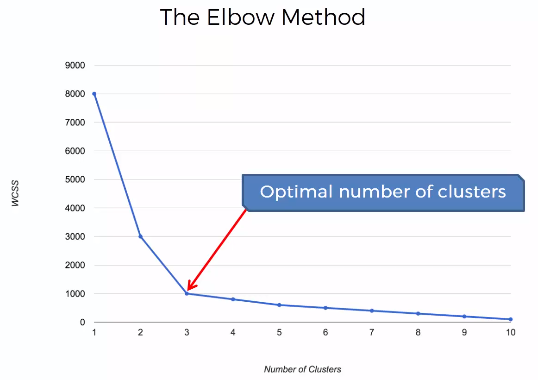 The Elbow Method
9000
8000
7000
6000
5000
4000
3000
2000
1000
0
WCSS
Optimal number of clusters
1 2 3 4 5 6 7 8 9 10
Number of Clusters